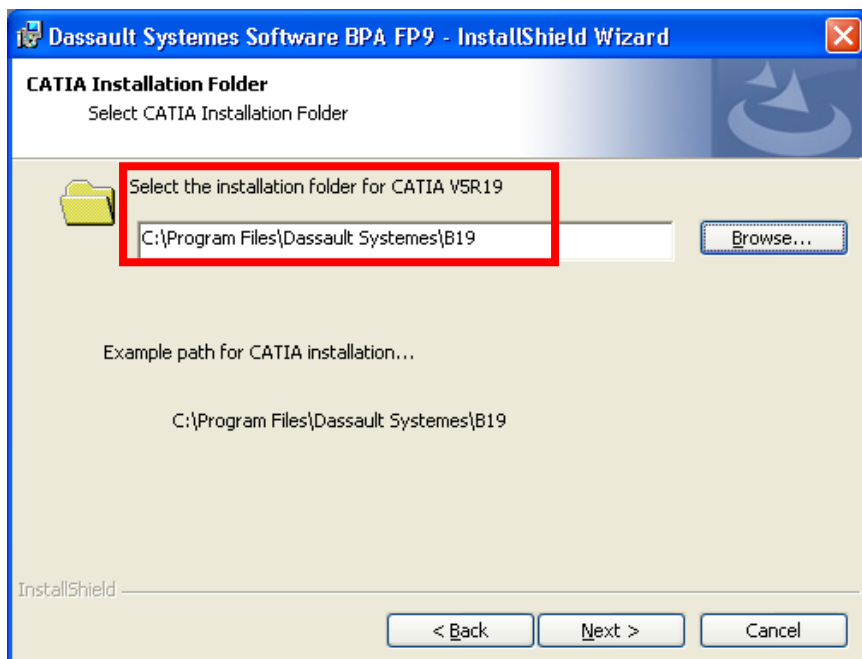 Dassault Systemes Software BPA FP9 - InstallShield Wizard
CATIA Installation Folder
Select CATIA Installation Folder
Select the installation folder for CATIA V5R19
C:\Program Files\Dassault Systemes\B19
Browse...
Example path for CATIA installation...
C:\Program Files\Dassault Systemes\B19
InstallShield
< Back
Next >
Cancel